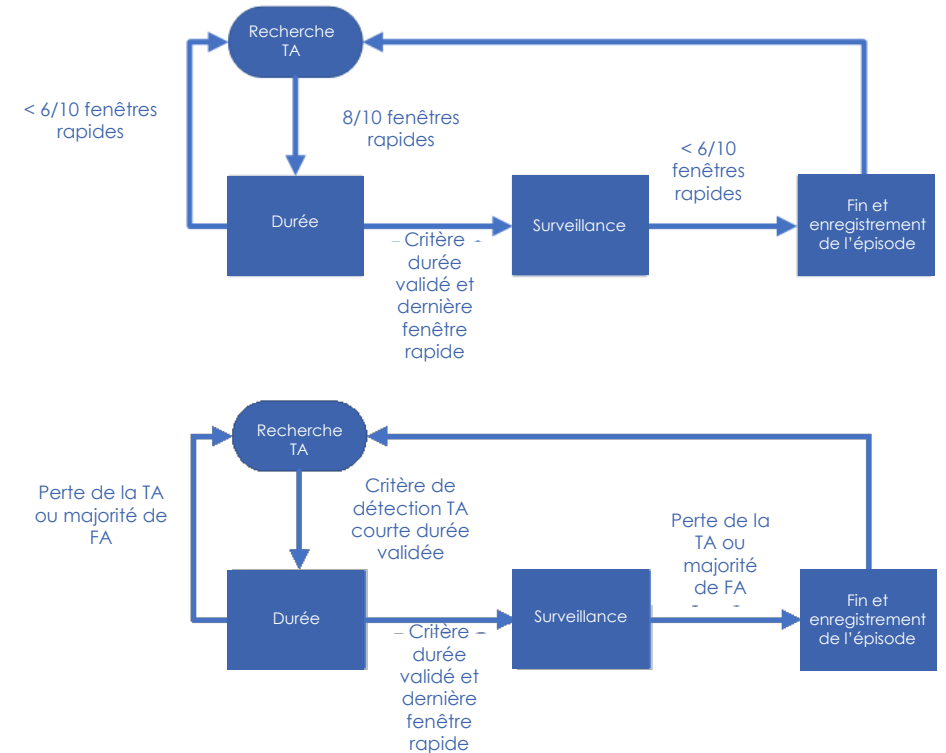 Recherche
TA
< 6/10 fenêtres
rapides
8/10 fenêtres
rapides
< 6/10
fenêtres
rapides
Durée
Surveillance
Fin et
enregistrement
de l'épisode
– Critère -
durée
validé et
dernière
fenêtre
rapide
Recherche
TA
Perte de la TA
ou majorité de
FA
Critère de
détection TA
courte durée
validée
Perte de la
TA ou
majorité
de FA
Durée
Surveillance
Fin et
enregistrement
de l'épisode
– Critère –
durée
validé et
dernière
fenêtre
rapide